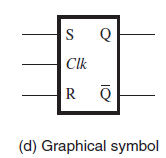 S Q
Clk
R Q̅
(d) Graphical symbol